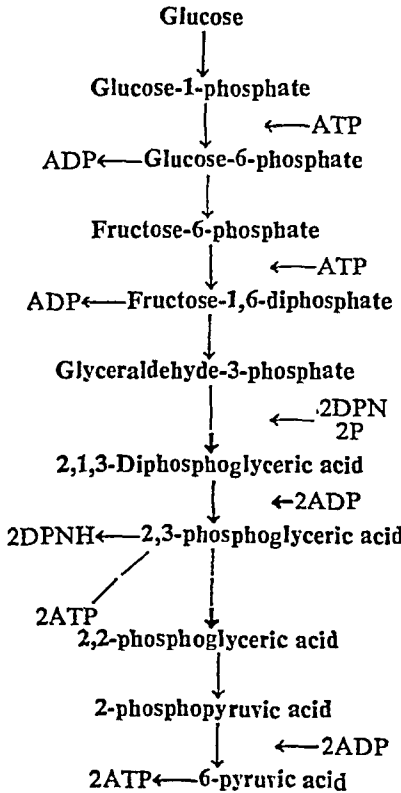 Glucose
Glucose-1-phosphate
ATP
ADP Glucose-6-phosphate
Fructose-6-phosphate
ATP
ADP Fructose-1,6-diphosphate
Glyceraldehyde-3-phosphate
2DPN
2P
2,1,3-Diphosphoglyceric acid
2ADP
2DPNH 2,3-phosphoglyceric acid
2ATP
2,2-phosphoglyceric acid
2-phosphopyruvic acid
2ADP
2ATP 6-pyruvic acid